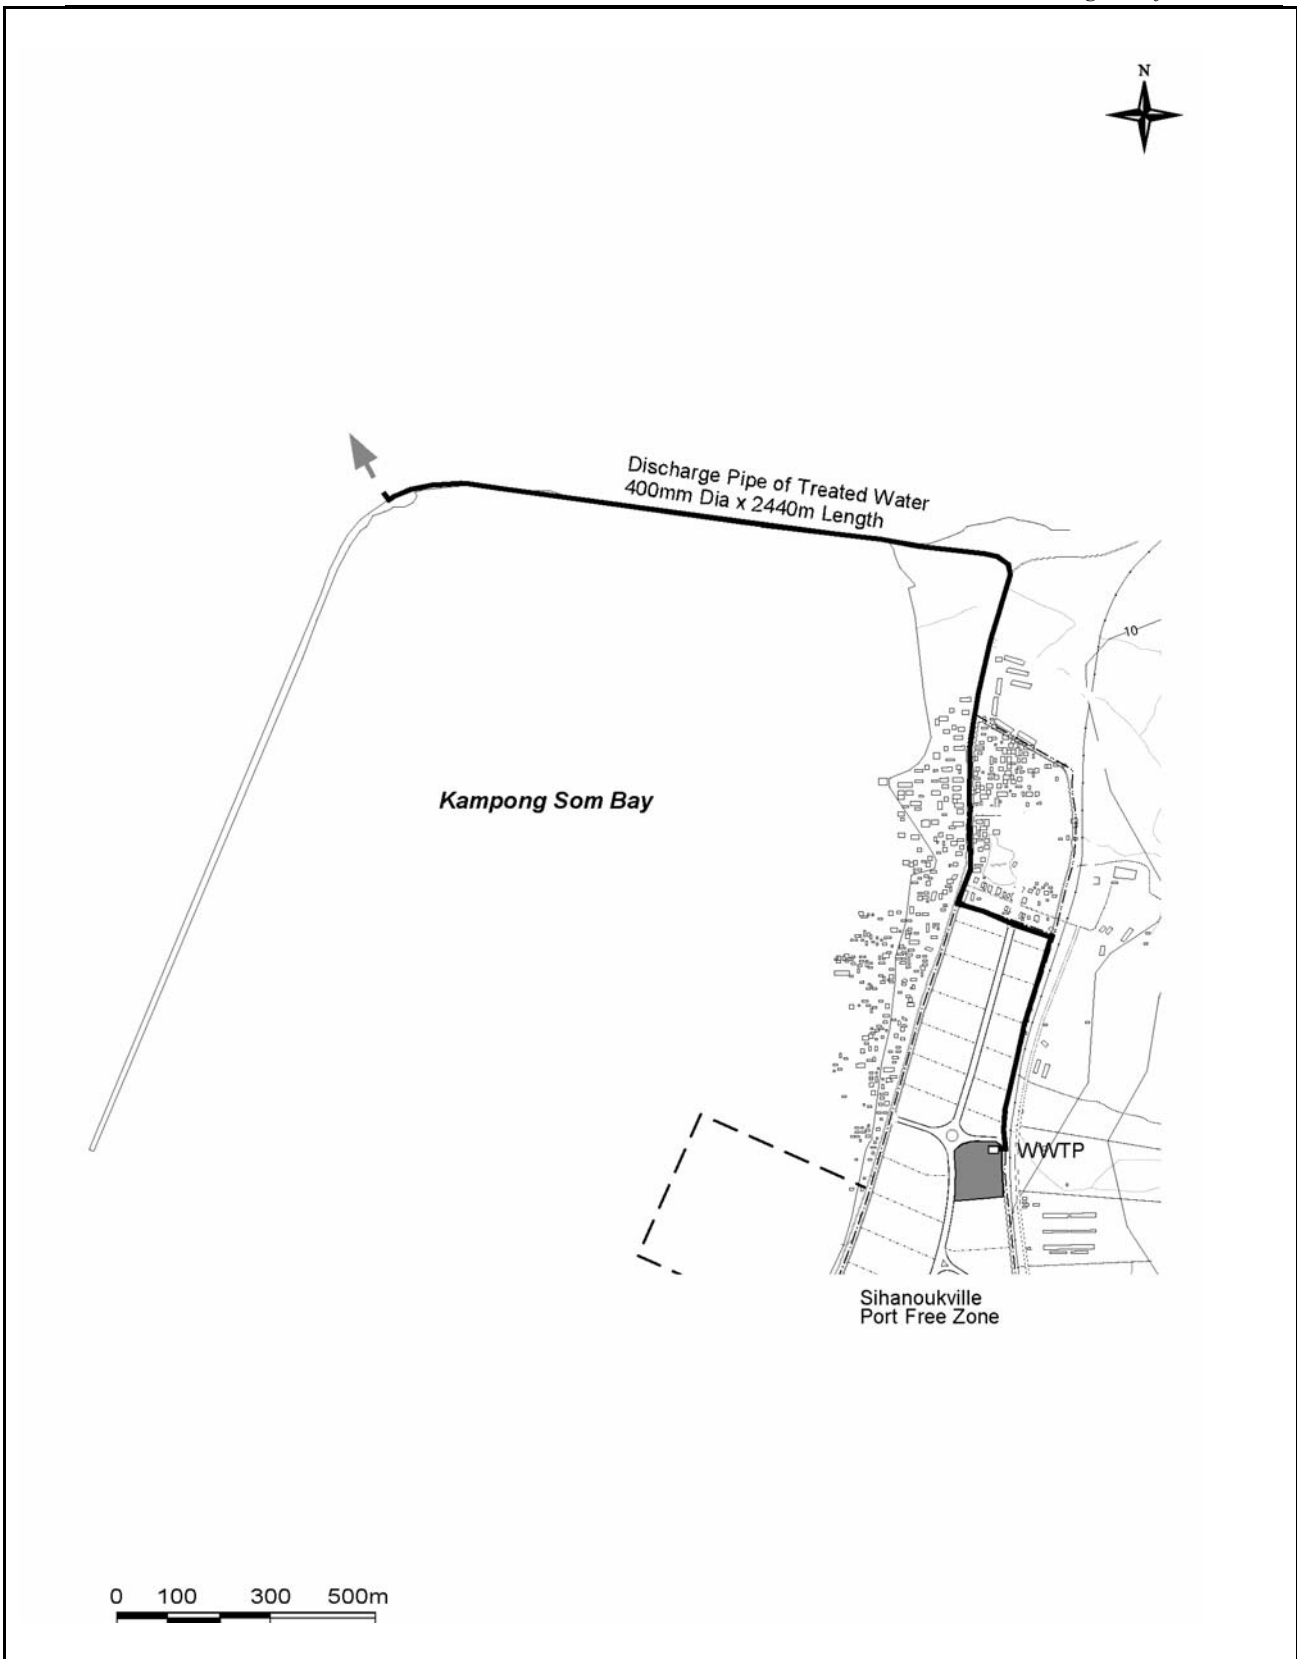 N
Discharge Pipe of Treated Water
400mm Dia x 2440m Length
10
Kampong Som Bay
WWTP
Sihanoukville
Port Free Zone
0 100 300 500m